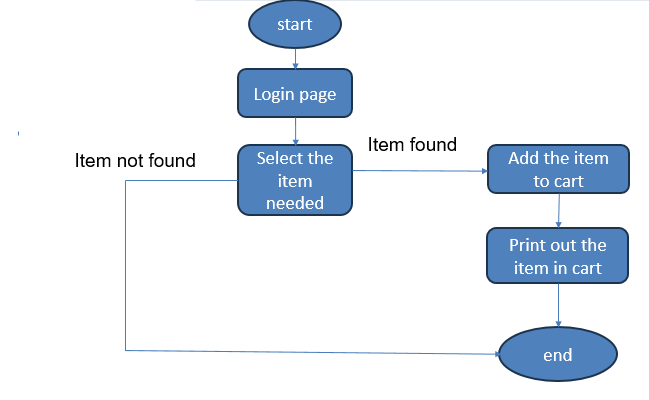 start
Login page
Item found
Item not found
Select the
item
needed
Add the item
to cart
Print out the
item in cart
end